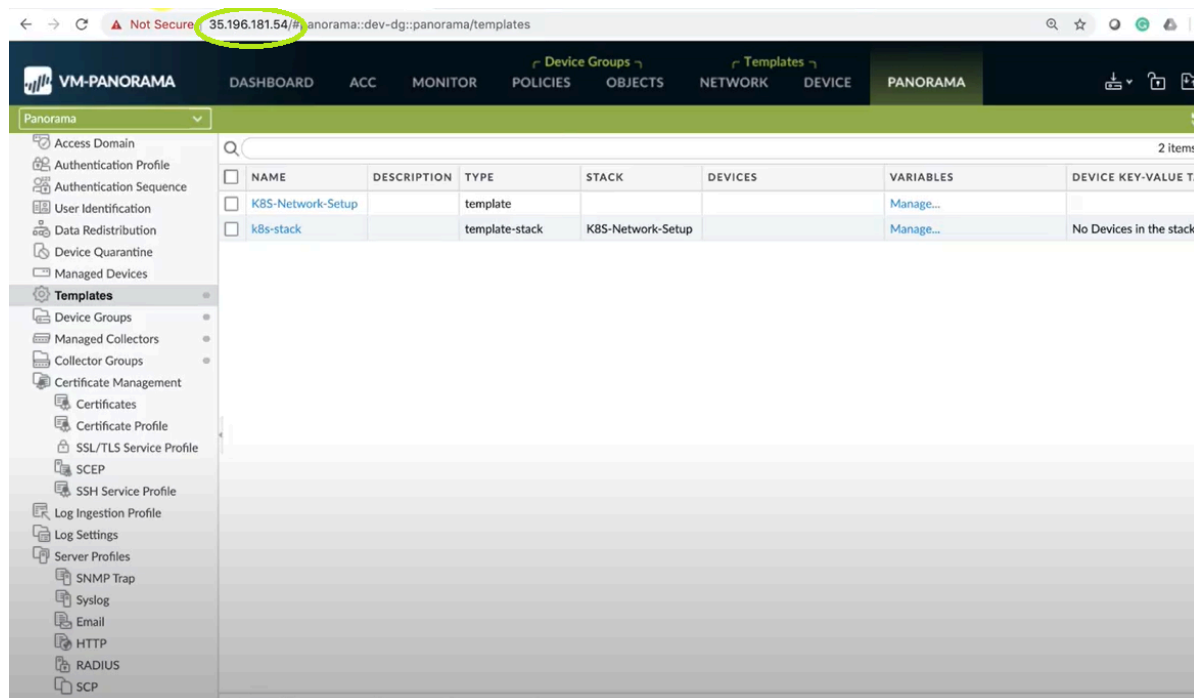 Not Secure 35.196.181.54/#panorama::dev-dg::panorama/templates
Device Groups Templates
VM-PANORAMA DASHBOARD ACC MONITOR POLICIES OBJECTS NETWORK DEVICE PANORAMA
Panorama
2 items
NAME DESCRIPTION TYPE STACK DEVICES VARIABLES DEVICE KEY-VALUE
K8S-Network-Setup template Manage...
k8s-stack template-stack K8S-Network-Setup Manage... No Devices in the stack
Access Domain
Authentication Profile
Authentication Sequence
User Identification
Data Redistribution
Device Quarantine
Managed Devices
Templates
Device Groups
Managed Collectors
Collector Groups
Certificate Management
Certificates
Certificate Profile
SSL/TLS Service Profile
SCEP
SSH Service Profile
Log Ingestion Profile
Log Settings
Server Profiles
SNMP Trap
Syslog
Email
HTTP
RADIUS
SCP